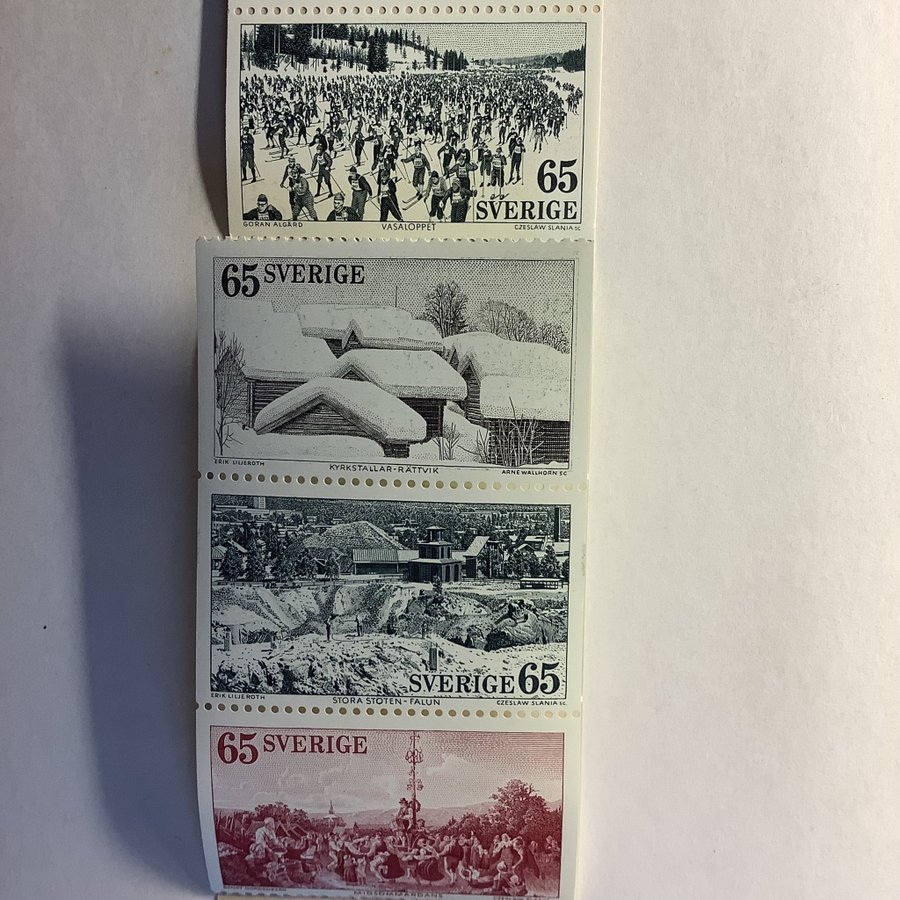 65
SVERIGE
GÖRAN ALGÅRD VASALOPPET CZESLAW SLANIA SC.
65 SVERIGE
ERIK LILJEROTH KYRKSTALLAR-RÄTTVIK ARNE WALLHORN SC.
SVERIGE 65
ERIK LILJEROTH STORA STÖTEN-FALUN CZESLAW SLANIA SC.
65 SVERIGE
MIDSOMMARDANS